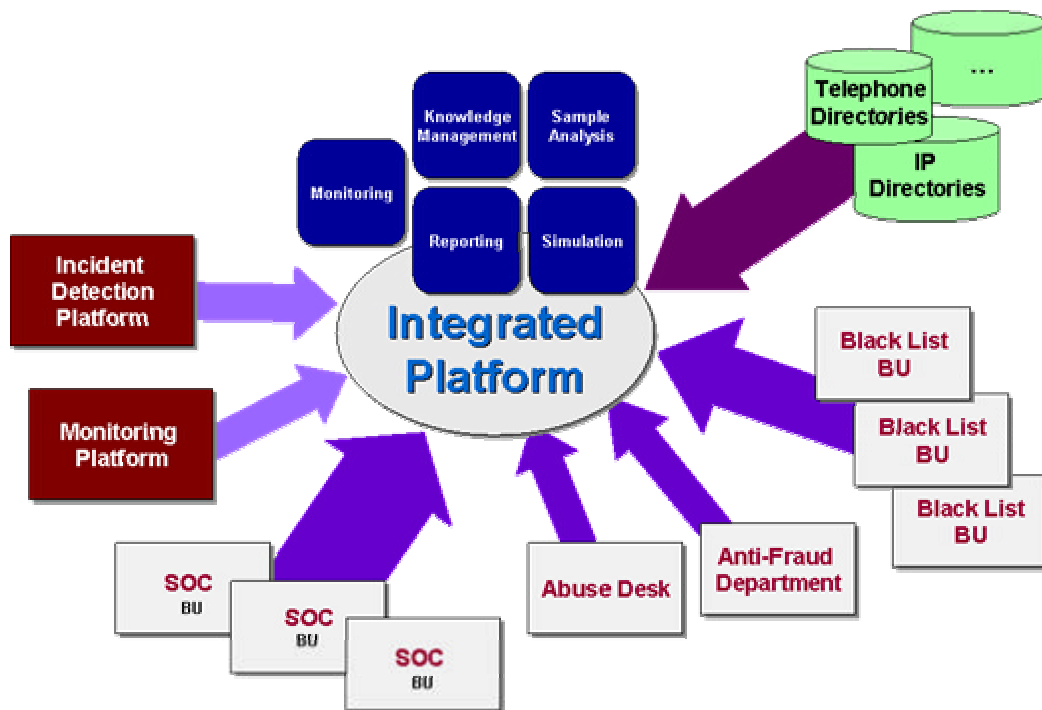 ...
Telephone
Directories
IP
Directories
Knowledge
Management
Sample
Analysis
Monitoring
Reporting
Simulation
Incident
Detection
Platform
Integrated
Platform
Monitoring
Platform
Black List
BU
Black List
BU
Black List
BU
SOC
BU
SOC
BU
SOC
BU
Abuse Desk
Anti-Fraud
Department